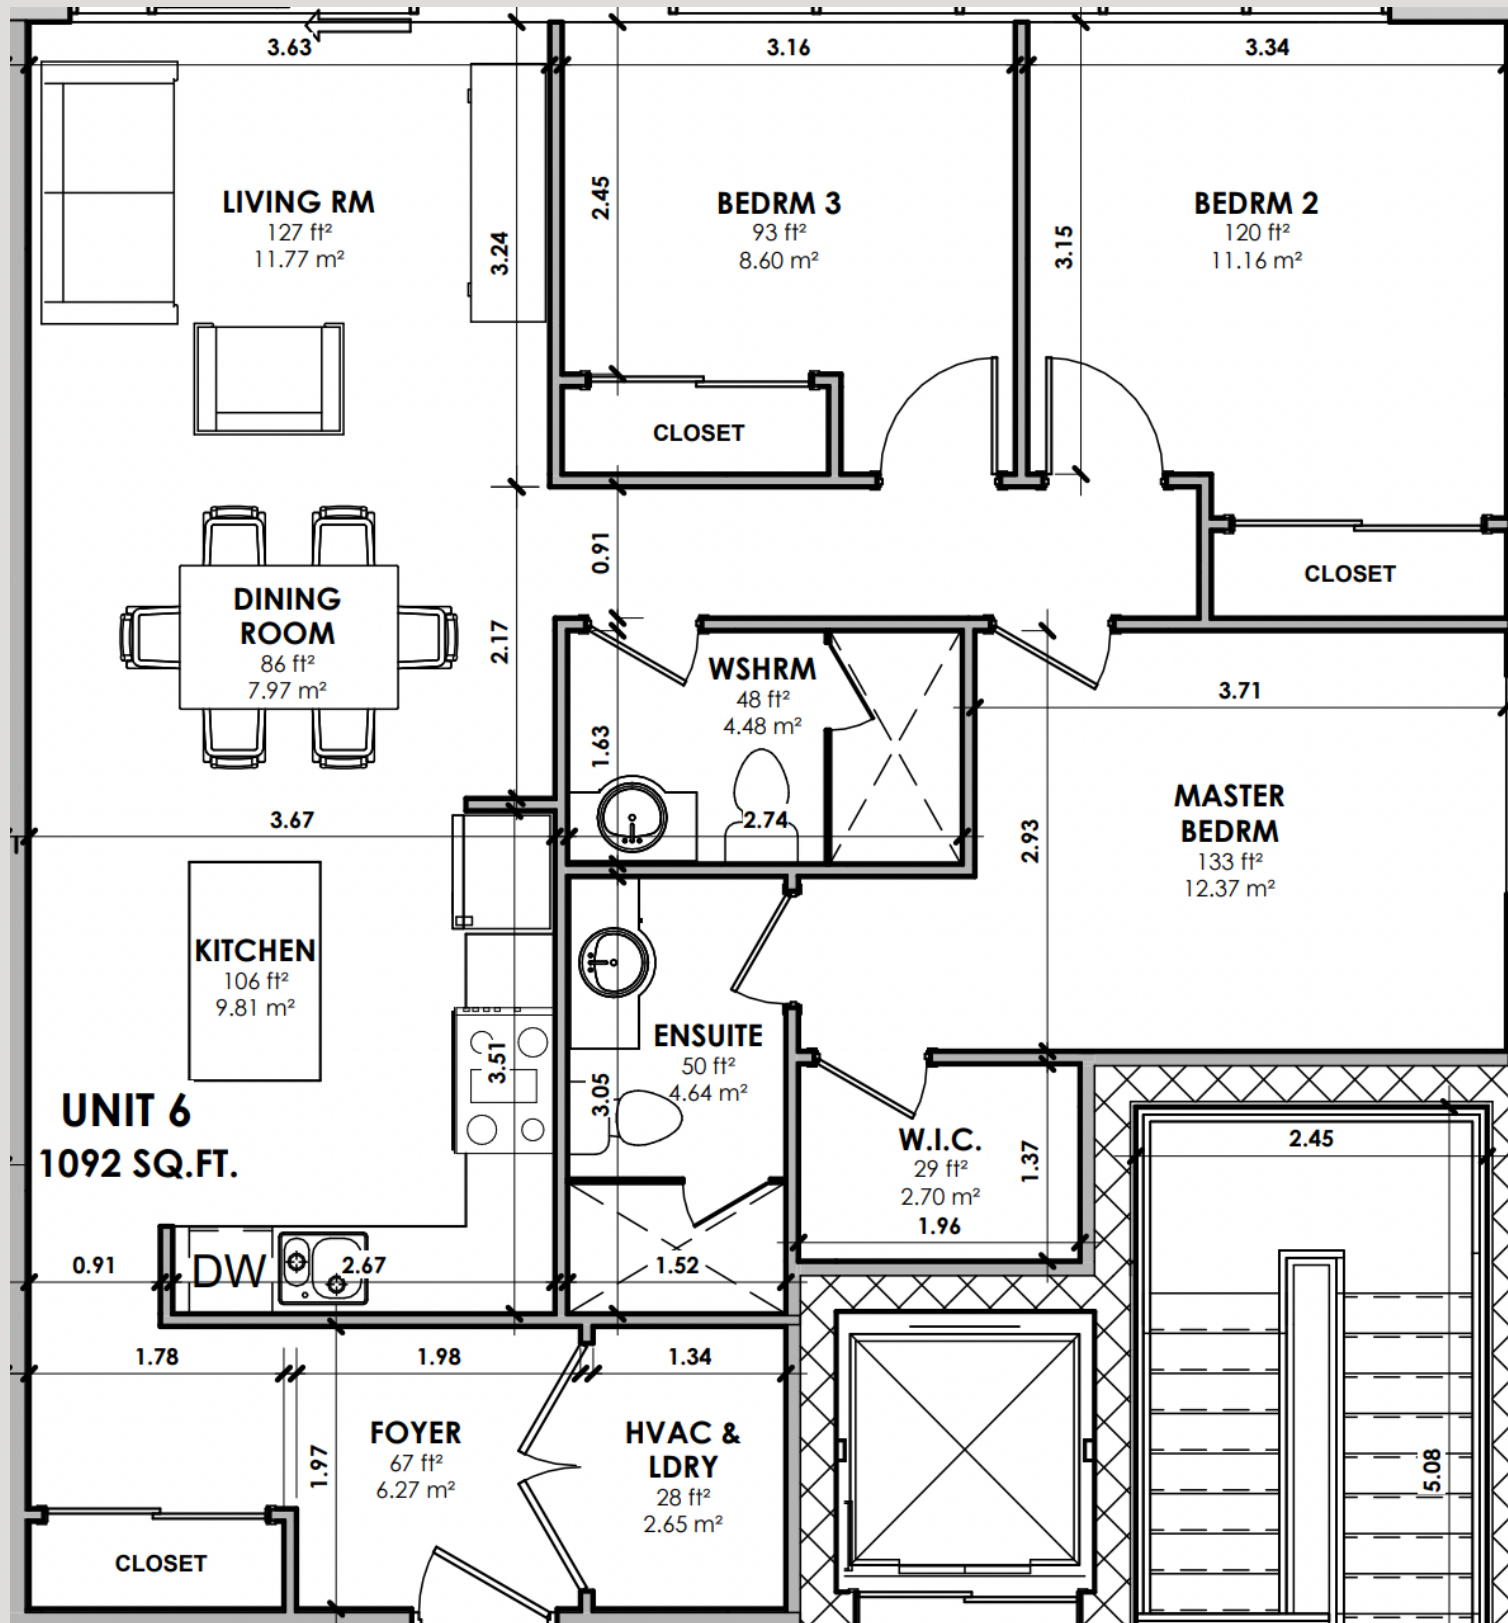 3.63
3.16
3.34
LIVING RM
127 ft²
11.77 m²
3.24
2.45
BEDRM 3
93 ft²
8.60 m²
3.15
BEDRM 2
120 ft²
11.16 m²
CLOSET
0.91
CLOSET
DINING
ROOM
86 ft²
7.97 m²
2.17
WSHRM
48 ft²
4.48 m²
1.63
2.74
3.71
MASTER
BEDRM
133 ft²
12.37 m²
2.93
3.67
KITCHEN
106 ft²
9.81 m²
3.51
ENSUITE
50 ft²
4.64 m²
3.05
UNIT 6
1092 SQ.FT.
W.I.C.
29 ft²
2.70 m²
1.96
1.37
2.45
0.91
DW
2.67
1.52
1.78
1.98
1.34
FOYER
67 ft²
6.27 m²
1.97
HVAC &
LDRY
28 ft²
2.65 m²
5.08
CLOSET